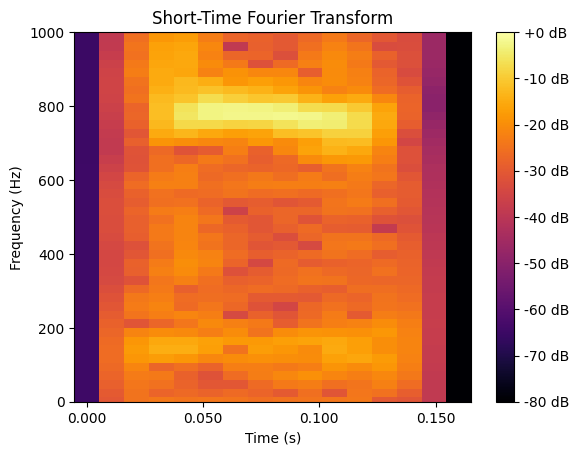 Short-Time Fourier Transform
1000
800
600
400
200
0
Frequency (Hz)
0.000
0.050
0.100
0.150
Time (s)
+0 dB
-10 dB
-20 dB
-30 dB
-40 dB
-50 dB
-60 dB
-70 dB
-80 dB